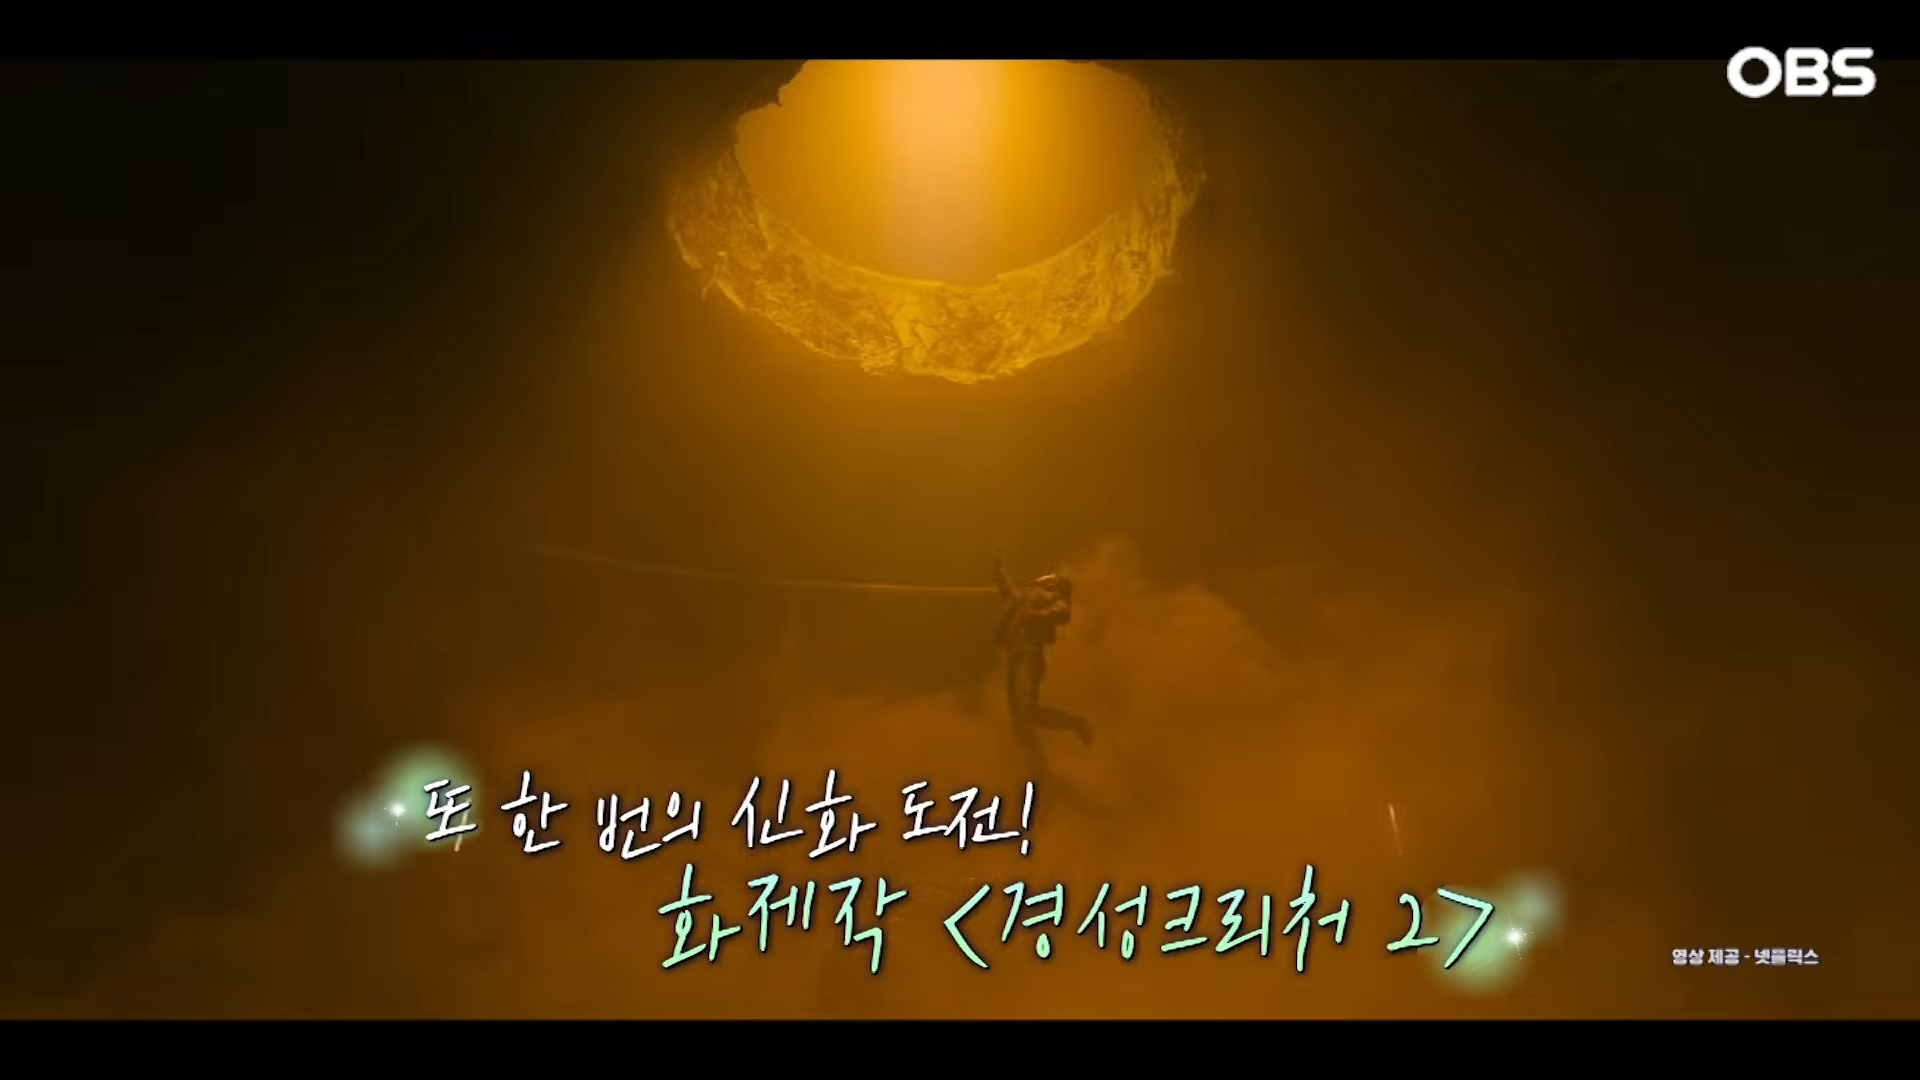 OBS
또 한 번의 신화 도전!
화제작 <경성크리처 2>
영상 제공 - 넷플릭스